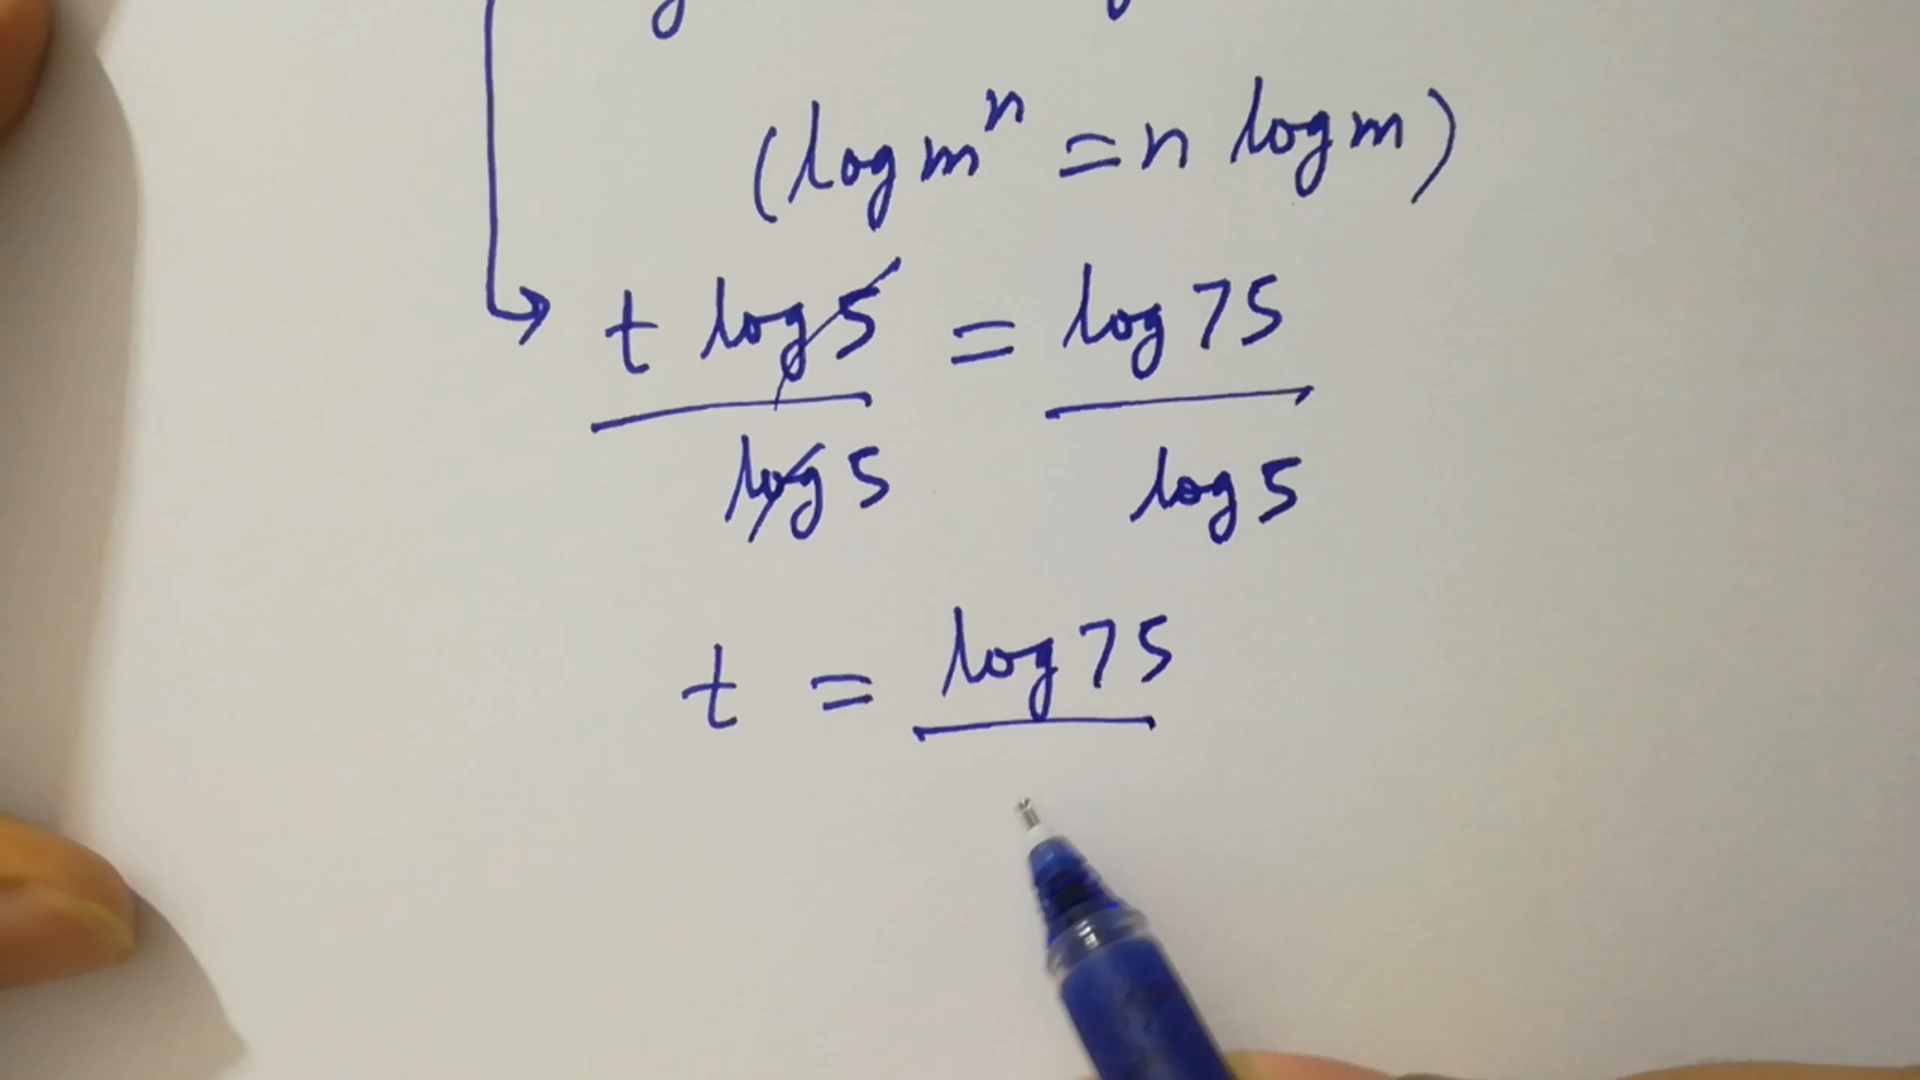 (log m^n = n log m)
t log 5 / log 5 = log 75 / log 5
t = log 75